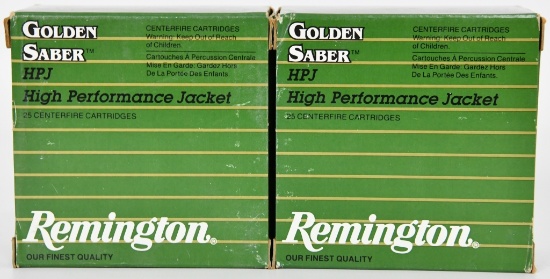 GOLDEN
SABER™
HPJ
High Performance Jacket
25 CENTERFIRE CARTRIDGES
CENTERFIRE CARTRIDGES
Warning: Keep Out of Reach
of Children.
Cartouches A Percussion Centrale
Mise En Garde: Gardez Hors
De La Portée Des Enfants
Remington®
OUR FINEST QUALITY
GOLDEN
SABER™
HPJ
High Performance Jacket
25 CENTERFIRE CARTRIDGES
CENTERFIRE CARTRIDGES
Warning: Keep Out of Reach
of Children.
Cartouches A Percussion Centrale
Mise En Garde: Gardez Hors
De La Portée Des Enfants.
Remington®
OUR FINEST QUALITY